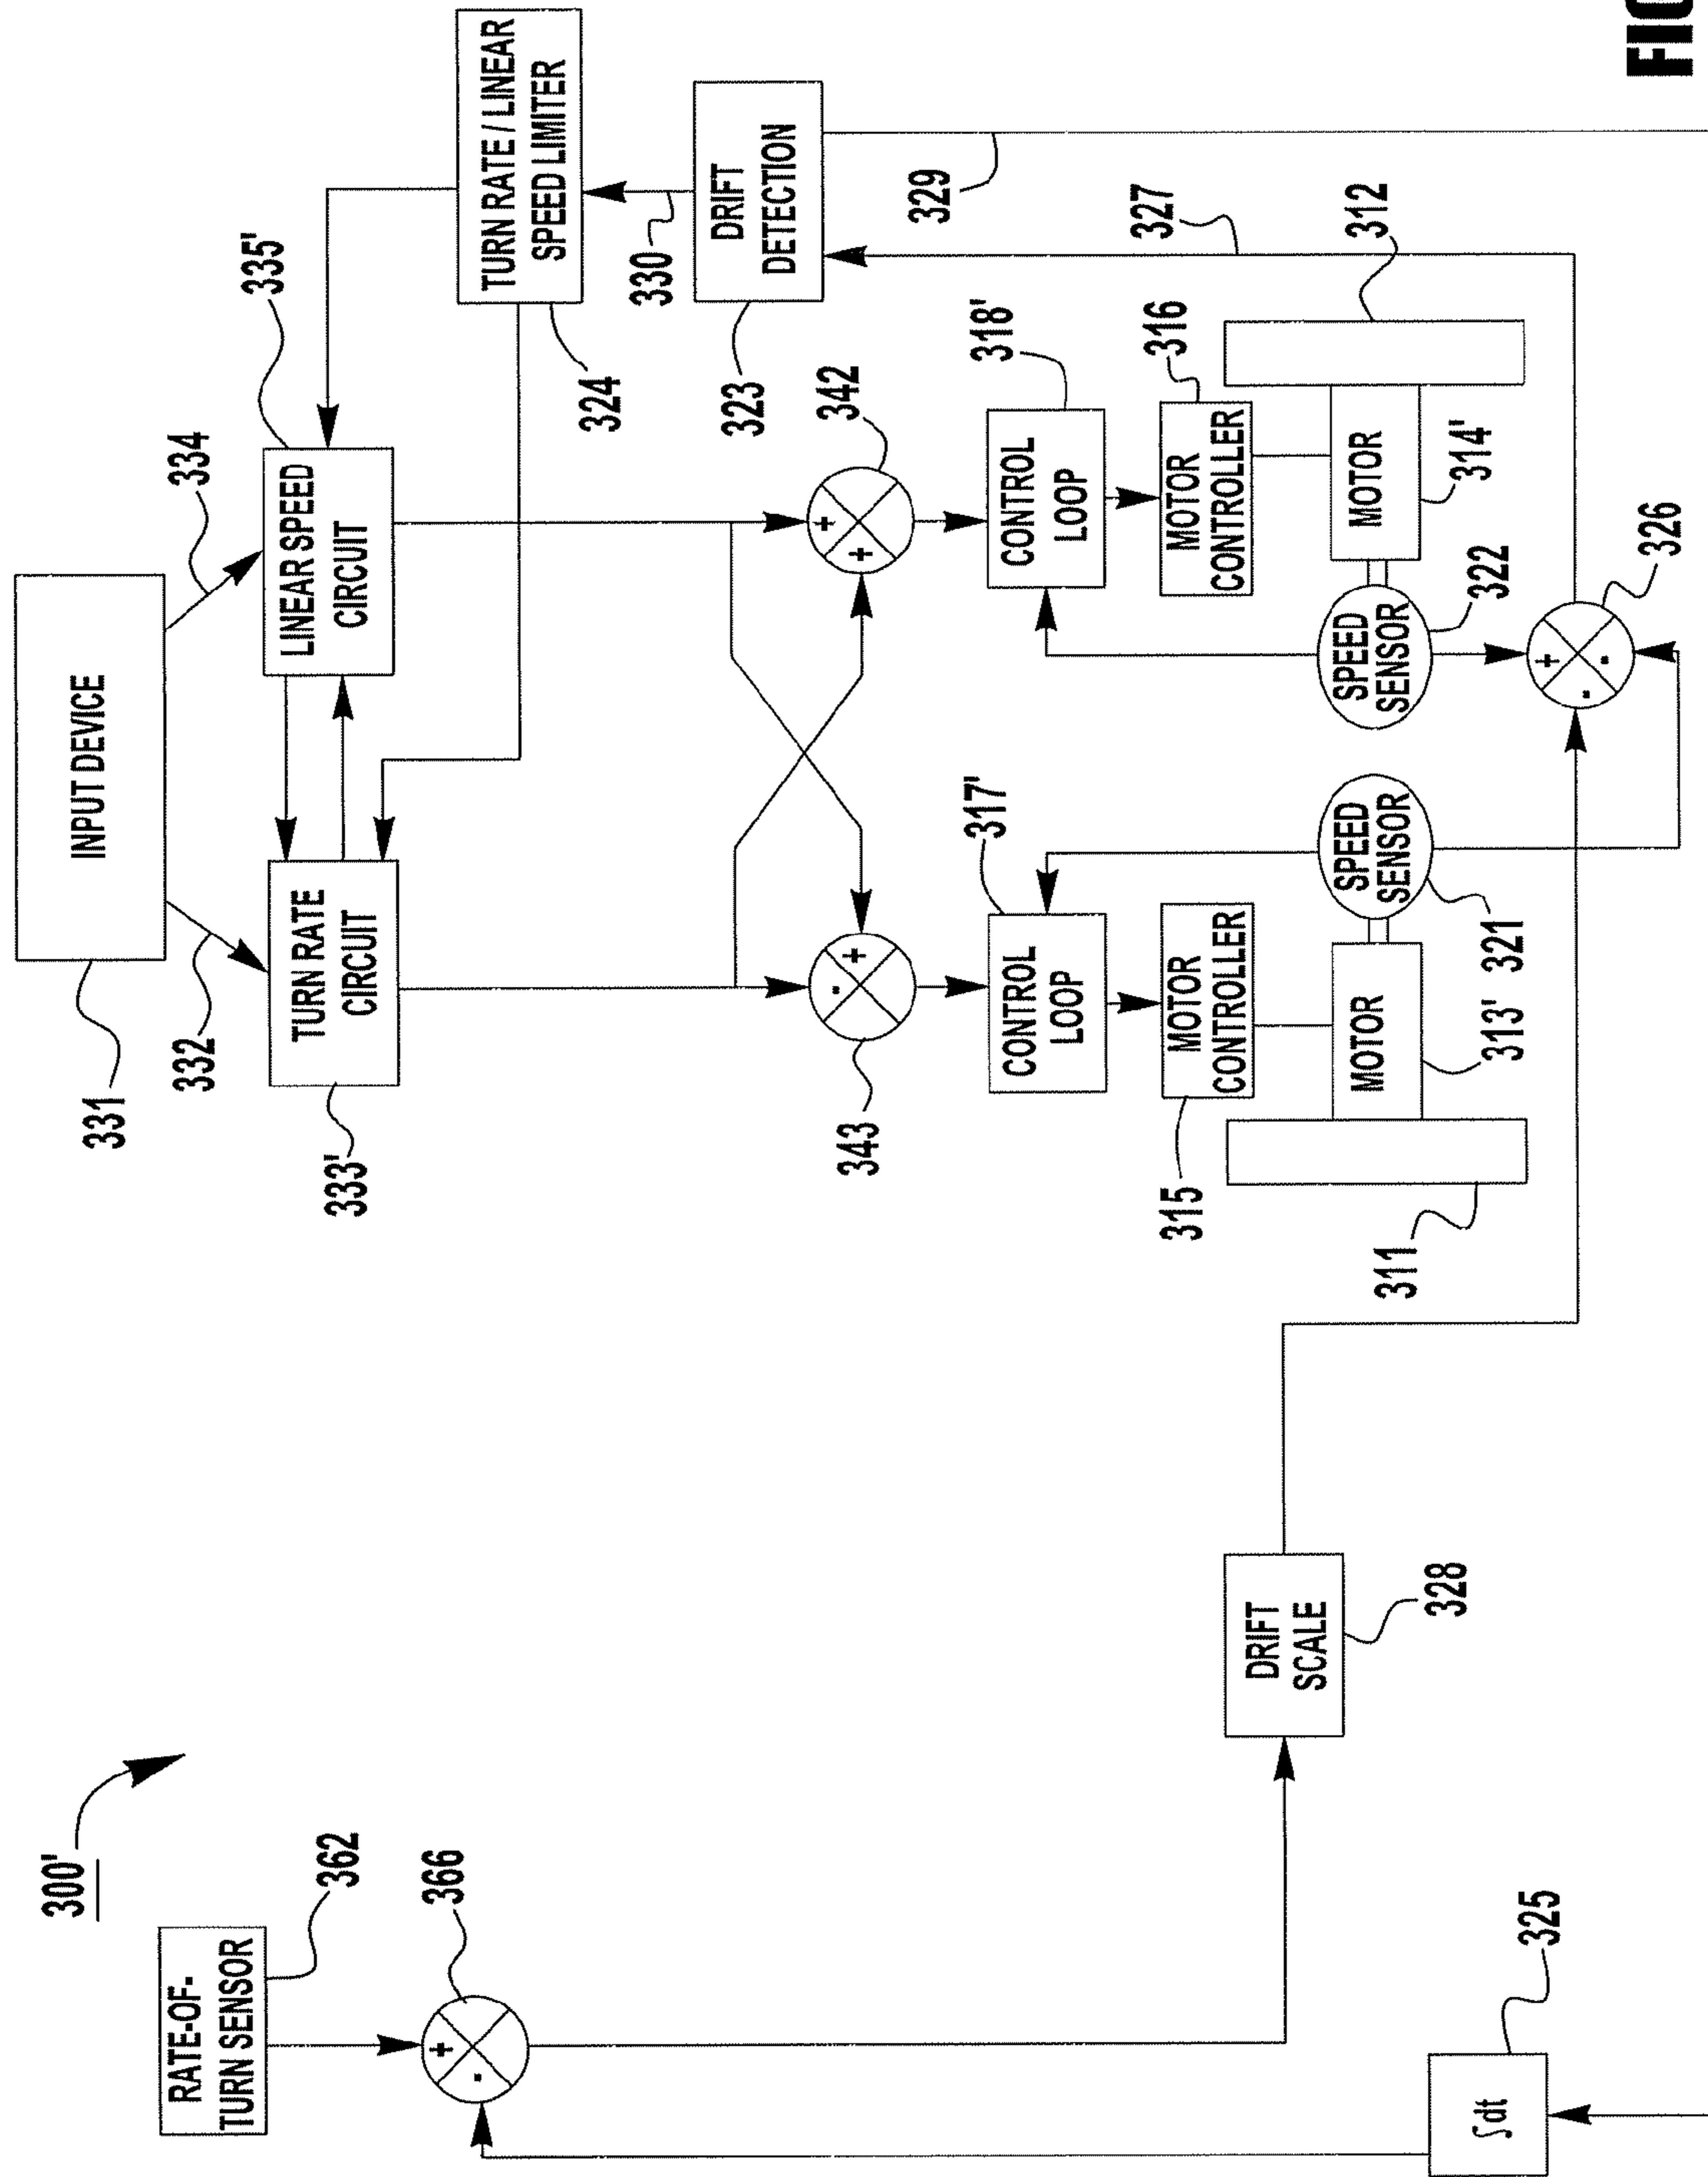 300'
RATE-OF-
TURN SENSOR
362
+
-
366
∫dt
325
DRIFT
SCALE
328
INPUT DEVICE
331
332
334
TURN RATE
CIRCUIT
333'
LINEAR SPEED
CIRCUIT
335'
TURN RATE / LINEAR
SPEED LIMITER
324
330
DRIFT
DETECTION
323
329
327
-
+
343
+
+
342
CONTROL
LOOP
317'
CONTROL
LOOP
318'
MOTOR
CONTROLLER
315
MOTOR
CONTROLLER
316
MOTOR
313'
MOTOR
314'
311
312
SPEED
SENSOR
321
SPEED
SENSOR
322
+
-
-
326